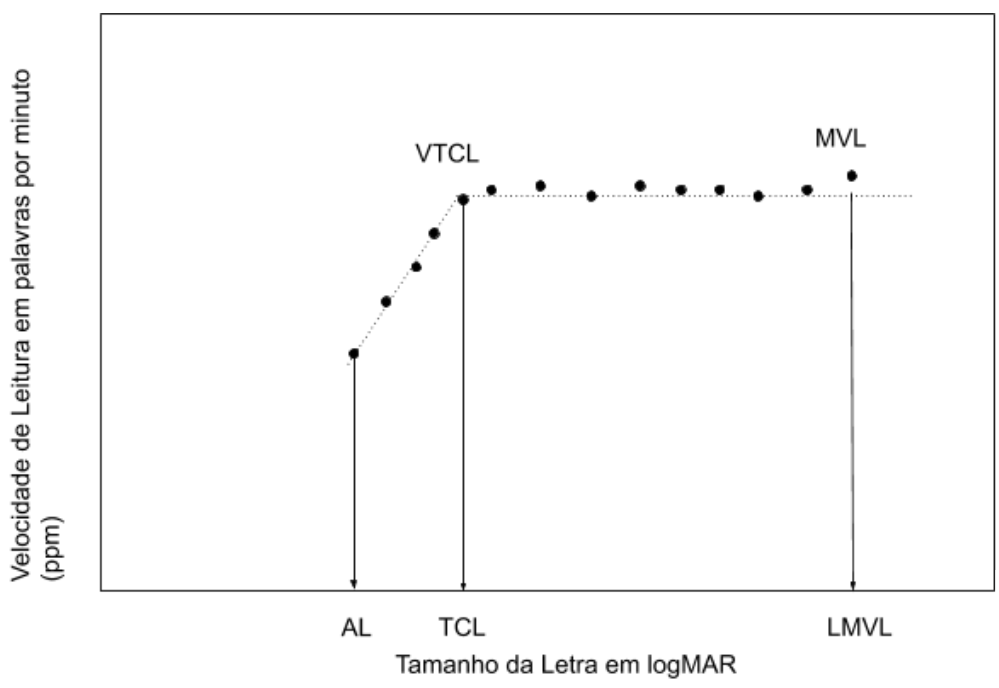 Velocidade de Leitura em palavras por minuto
(ppm)
VTCL
MVL
AL
TCL
LMVL
Tamanho da Letra em logMAR